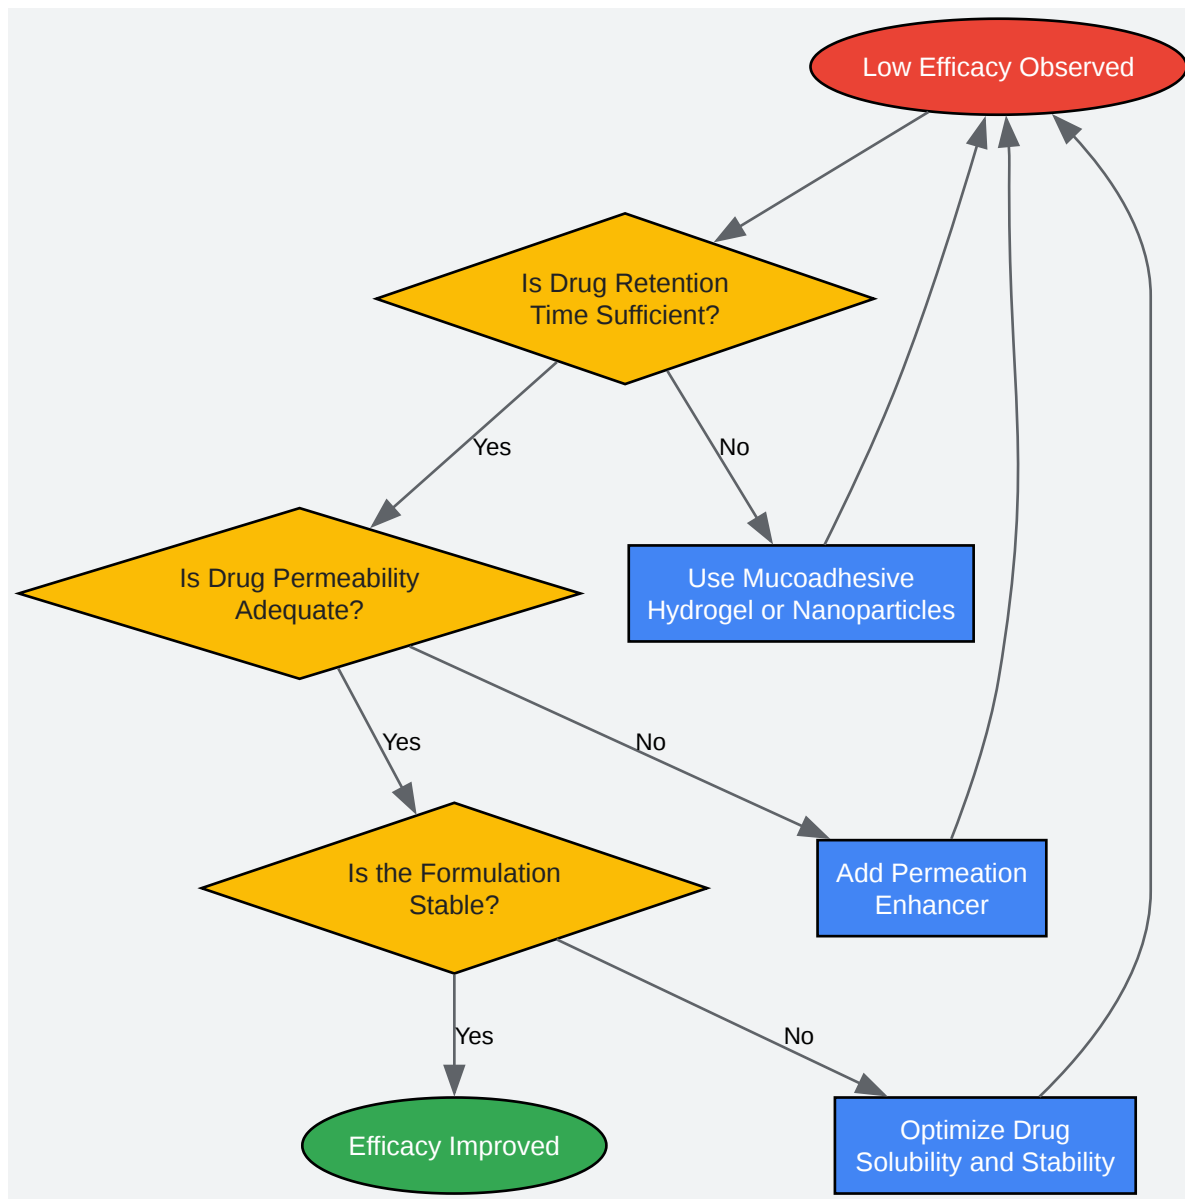 Low Efficacy Observed
Is Drug Retention
Time Sufficient?
Yes
No
Is Drug Permeability
Adequate?
Use Mucoadhesive
Hydrogel or Nanoparticles
Yes
No
Is the Formulation
Stable?
Add Permeation
Enhancer
Yes
No
Efficacy Improved
Optimize Drug
Solubility and Stability